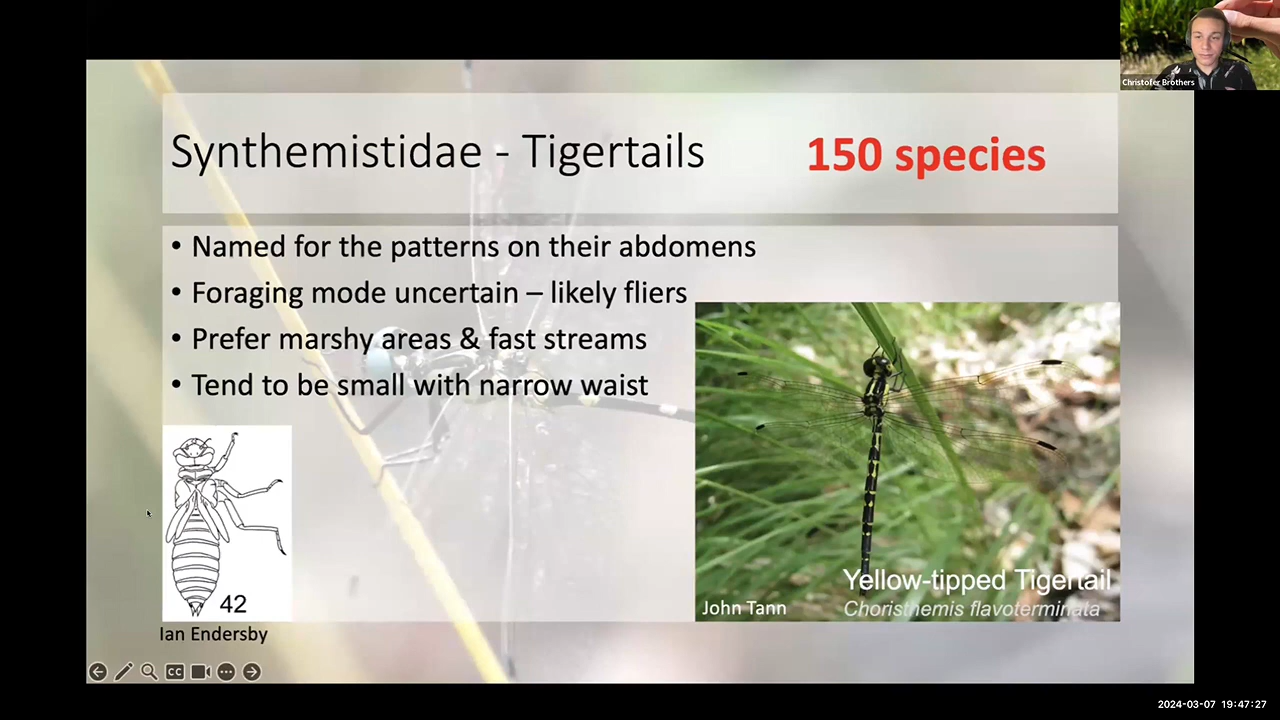 Christofer Brothers
Synthemistidae - Tigertails
150 species
• Named for the patterns on their abdomens
• Foraging mode uncertain – likely fliers
• Prefer marshy areas & fast streams
• Tend to be small with narrow waist
42
Ian Endersby
Yellow-tipped Tigertail
John Tann
Choristhemis flavoterminata
CC
2024-03-07 19:47:27